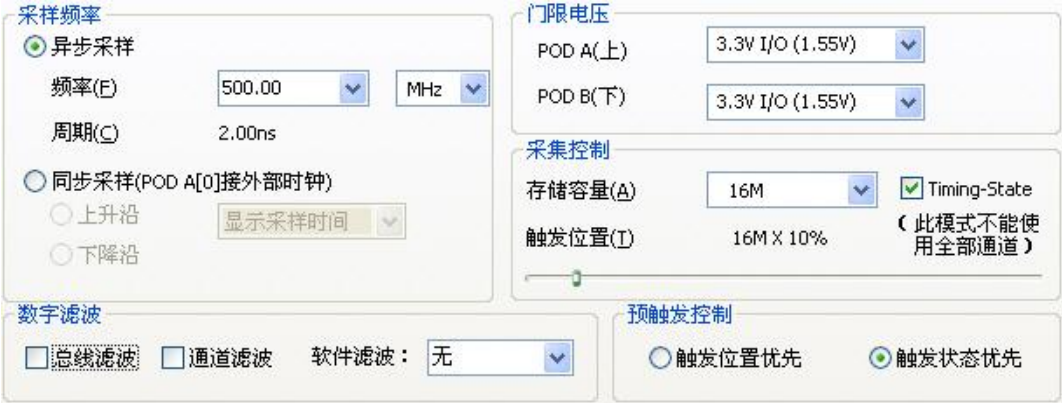 采样频率
异步采样
频率(F) 500.00 MHz
周期(C) 2.00ns
同步采样(POD A[0]接外部时钟)
上升沿 显示采样时间
下降沿
门限电压
POD A(上) 3.3V I/O (1.55V)
POD B(下) 3.3V I/O (1.55V)
采集控制
存储容量(A) 16M Timing-State
触发位置(T) 16M X 10% (此模式不能使
用全部通道)
数字滤波
总线滤波 通道滤波 软件滤波： 无
预触发控制
触发位置优先 触发状态优先